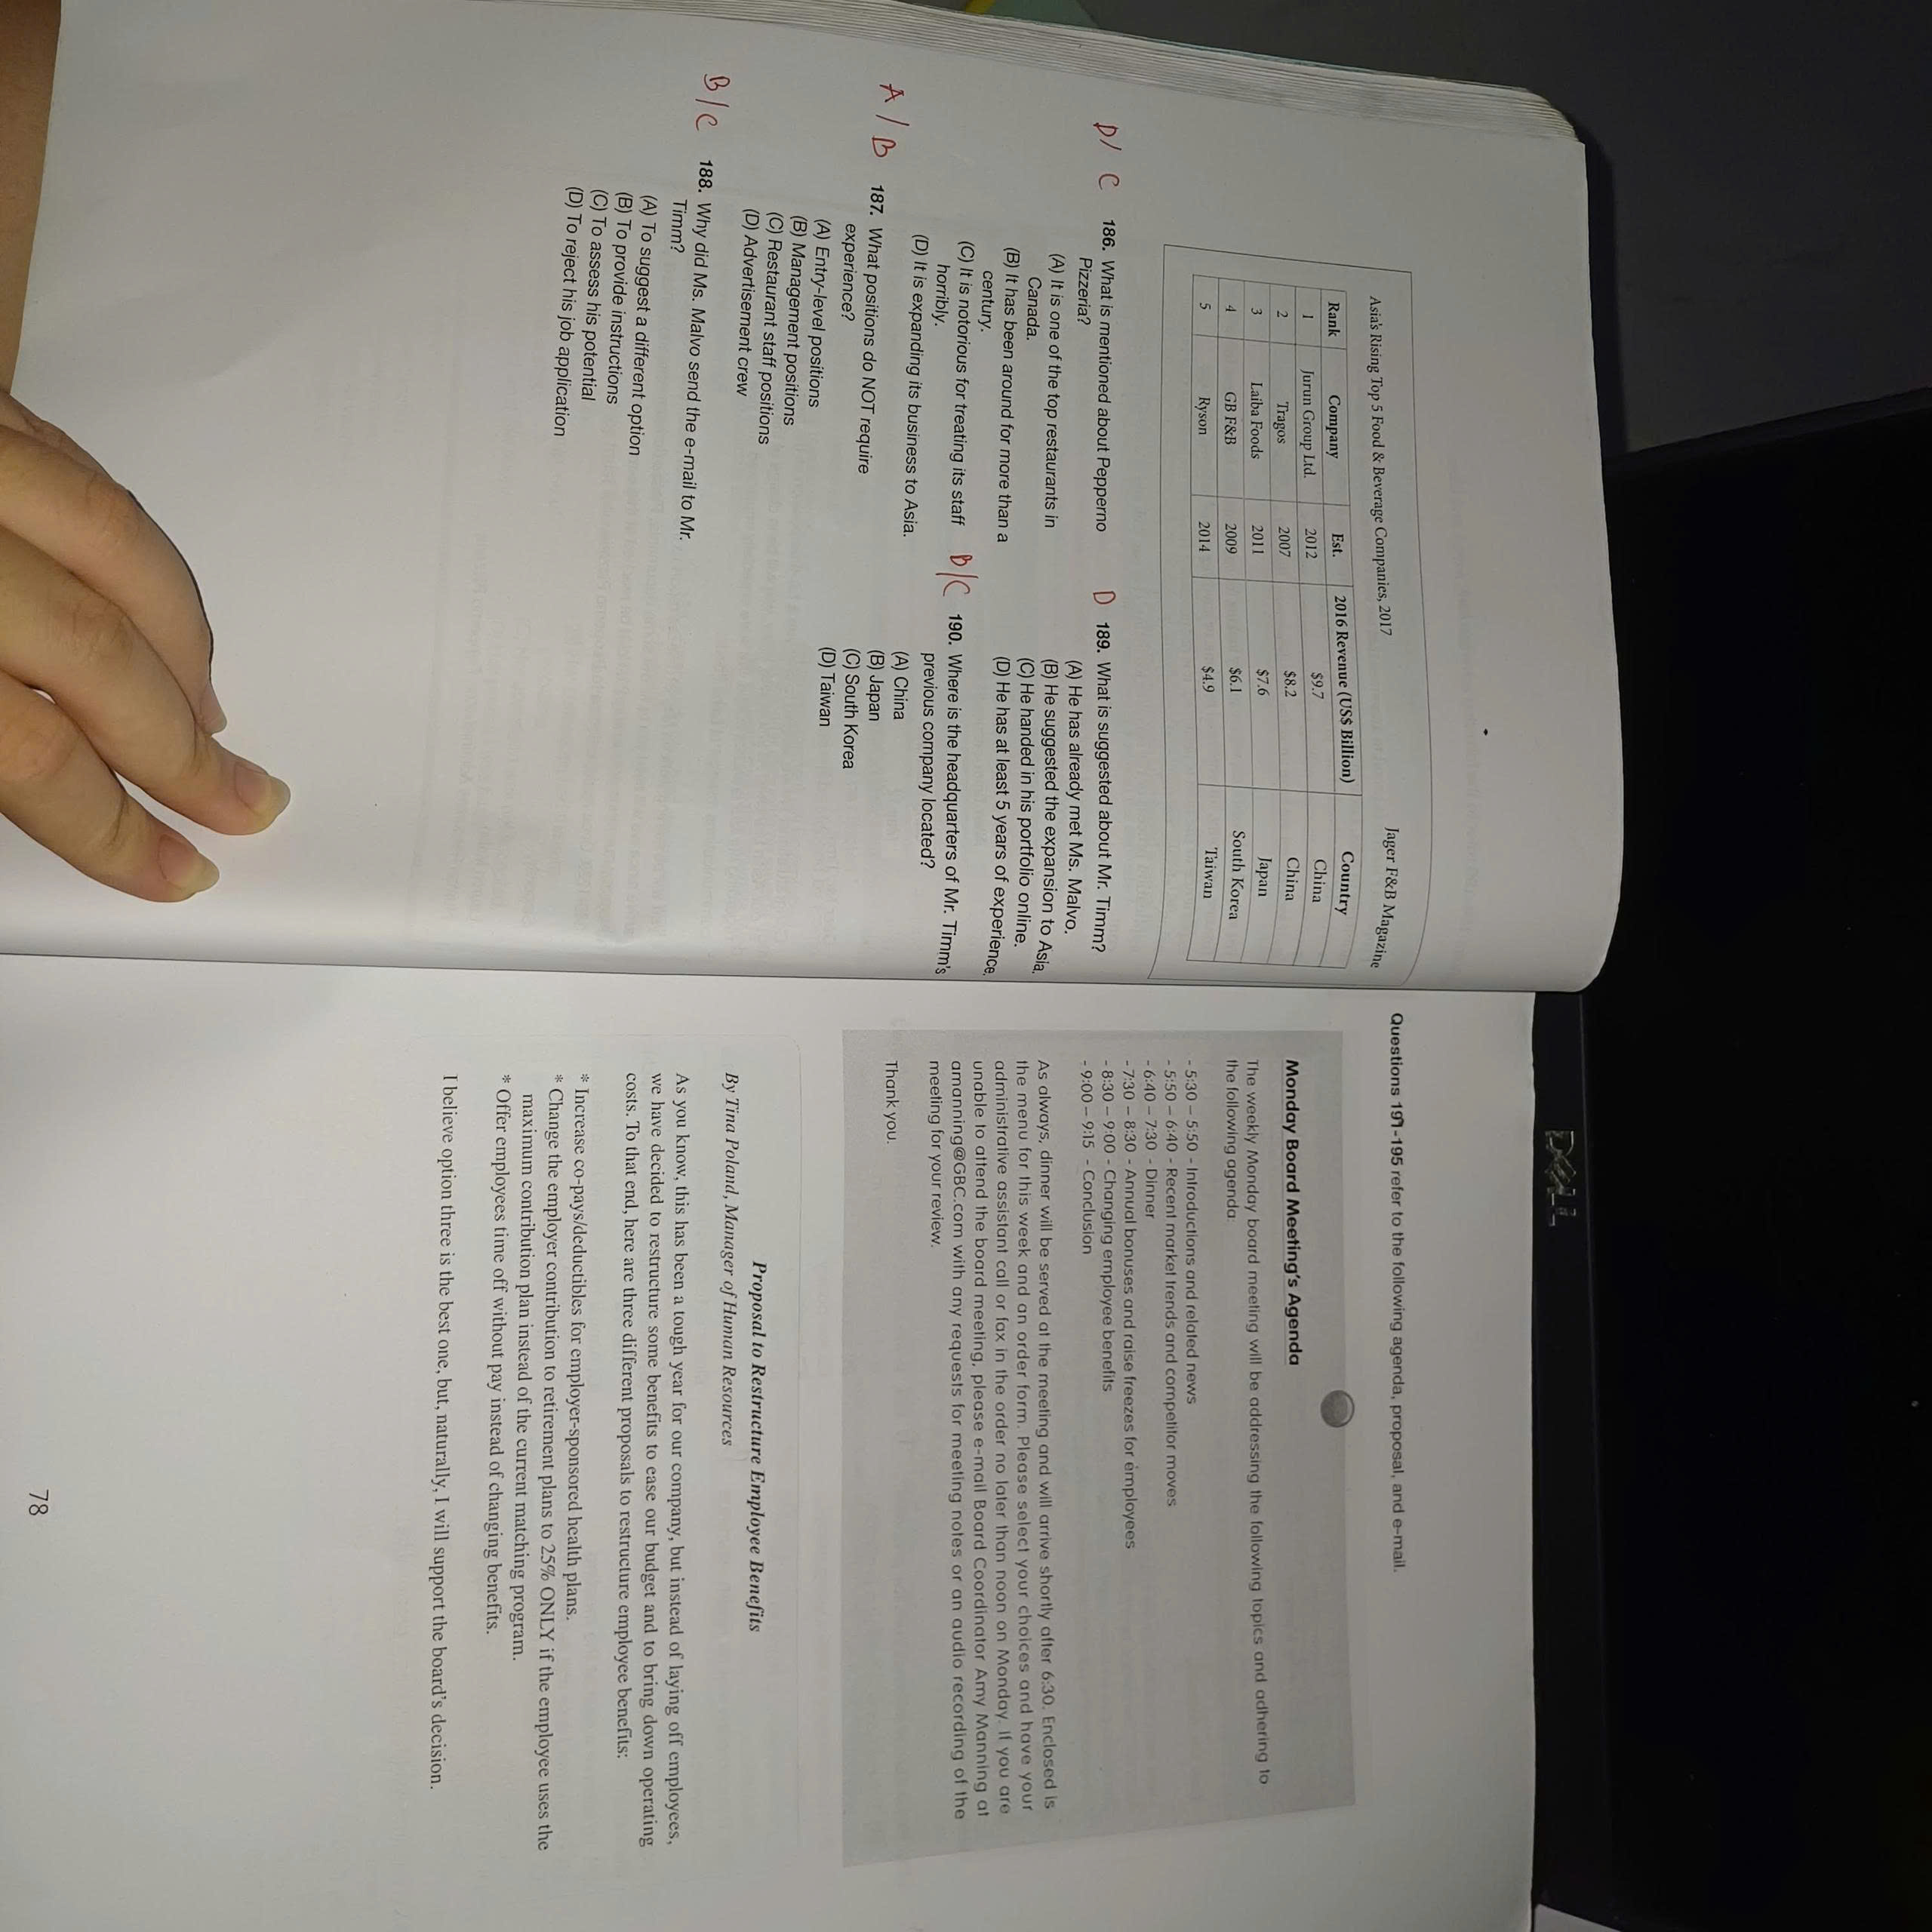 Asia's Rising Top 5 Food & Beverage Companies, 2017 Jager F&B Magazine
Rank Company Est. 2016 Revenue (US$ Billion) Country
1 Jurun Group Ltd. 2012 $9.7 China
2 Tragos 2007 $8.2 China
3 Laiba Foods 2011 $7.6 Japan
4 GB F&B 2009 $6.1 South Korea
5 Ryson 2014 $4.9 Taiwan
D/ C
186. What is mentioned about Pepperno
Pizzeria?
(A) It is one of the top restaurants in
Canada.
(B) It has been around for more than a
century.
(C) It is notorious for treating its staff
horribly.
(D) It is expanding its business to Asia.
A / B
187. What positions do NOT require
experience?
(A) Entry-level positions
(B) Management positions
(C) Restaurant staff positions
(D) Advertisement crew
B/C
188. Why did Ms. Malvo send the e-mail to Mr.
Timm?
(A) To suggest a different option
(B) To provide instructions
(C) To assess his potential
(D) To reject his job application
D
189. What is suggested about Mr. Timm?
(A) He has already met Ms. Malvo.
(B) He suggested the expansion to Asia.
(C) He handed in his portfolio online.
(D) He has at least 5 years of experience.
B/C
190. Where is the headquarters of Mr. Timm's
previous company located?
(A) China
(B) Japan
(C) South Korea
(D) Taiwan
Questions 191-195 refer to the following agenda, proposal, and e-mail.
Monday Board Meeting's Agenda
The weekly Monday board meeting will be addressing the following topics and adhering to
the following agenda:
- 5:30 – 5:50 - Introductions and related news
- 5:50 – 6:40 - Recent market trends and competitor moves
- 6:40 – 7:30 - Dinner
- 7:30 – 8:30 - Annual bonuses and raise freezes for employees
- 8:30 – 9:00 - Changing employee benefits
- 9:00 – 9:15 - Conclusion
As always, dinner will be served at the meeting and will arrive shortly after 6:30. Enclosed is
the menu for this week and an order form. Please select your choices and have your
administrative assistant call or fax in the order no later than noon on Monday. If you are
unable to attend the board meeting, please e-mail Board Coordinator Amy Manning at
amanning@GBC.com with any requests for meeting notes or an audio recording of the
meeting for your review.
Thank you.
Proposal to Restructure Employee Benefits
By Tina Poland, Manager of Human Resources
As you know, this has been a tough year for our company, but instead of laying off employees,
we have decided to restructure some benefits to ease our budget and to bring down operating
costs. To that end, here are three different proposals to restructure employee benefits:
* Increase co-pays/deductibles for employer-sponsored health plans.
* Change the employer contribution to retirement plans to 25% ONLY if the employee uses the
maximum contribution plan instead of the current matching program.
* Offer employees time off without pay instead of changing benefits.
I believe option three is the best one, but, naturally, I will support the board's decision.
78
DELL